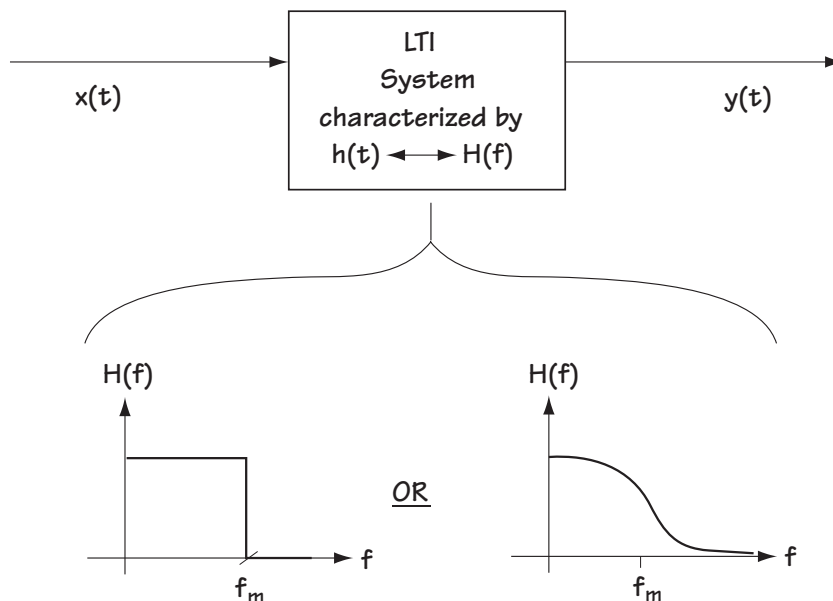 LTI
System
characterized by
h(t) ⟷ H(f)
x(t)
y(t)
H(f)
f
f_m
OR
H(f)
f
f_m